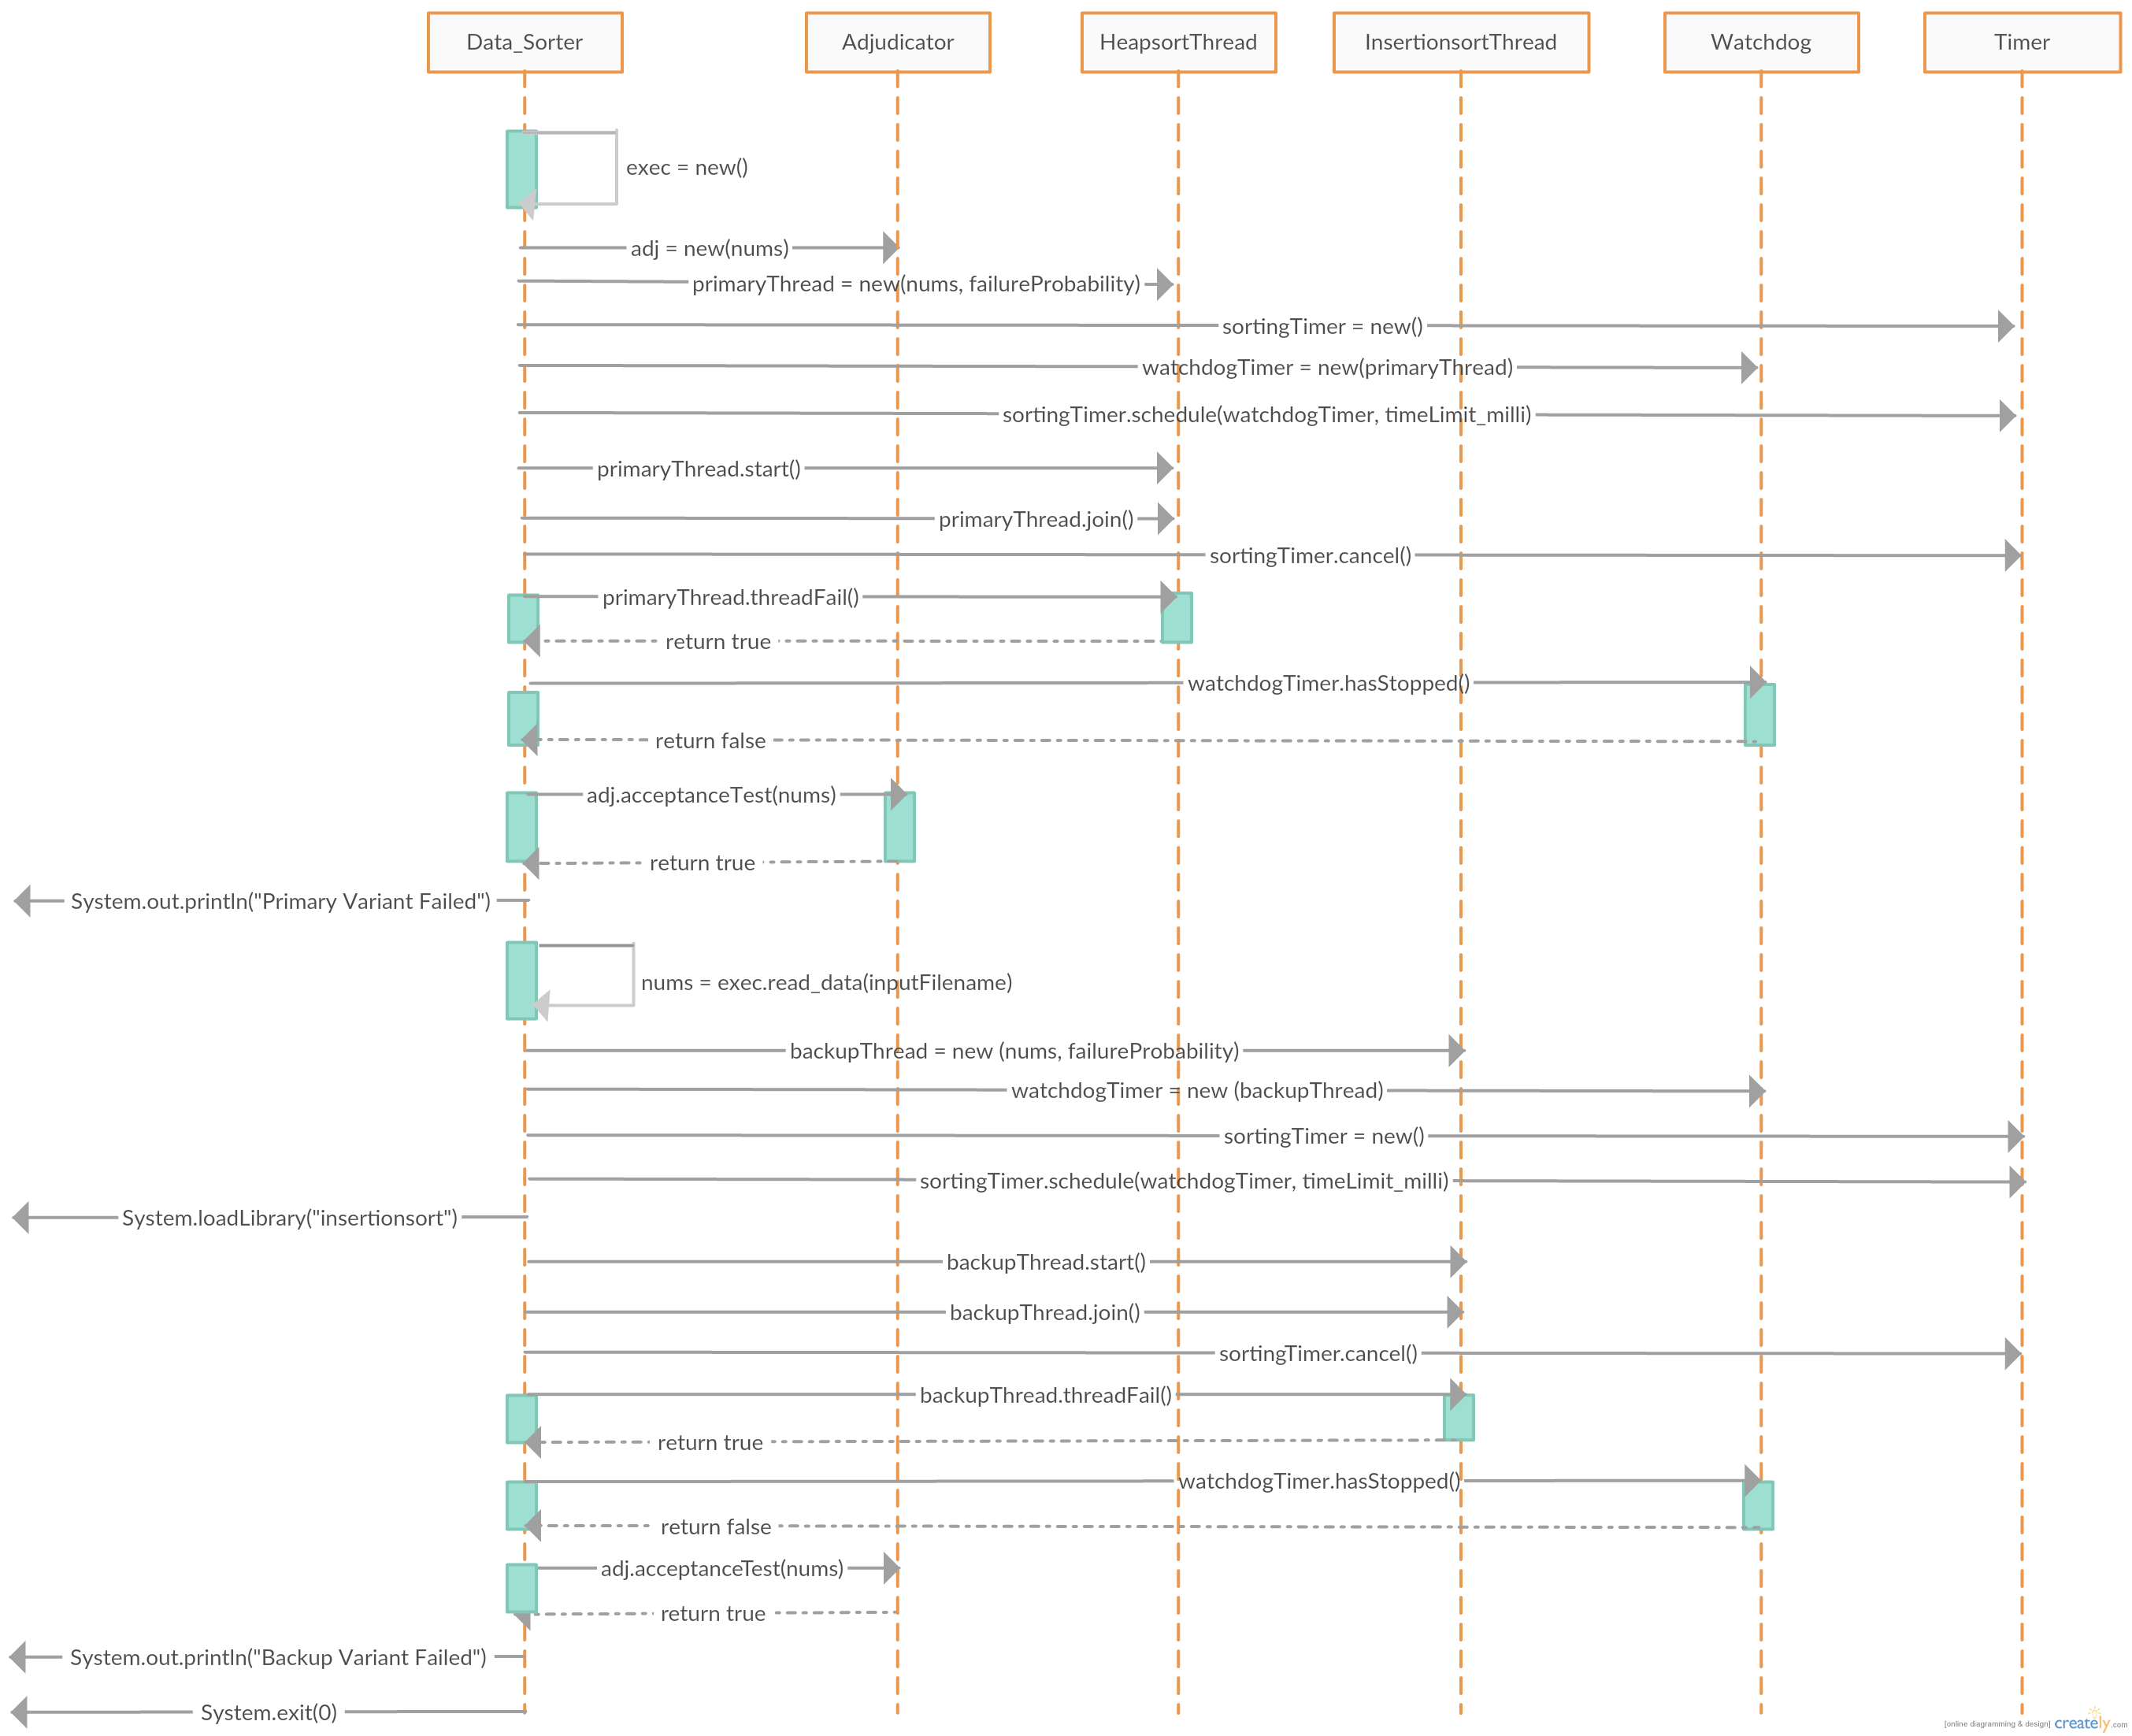 Data_Sorter
Adjudicator
HeapsortThread
InsertionsortThread
Watchdog
Timer
exec = new()
adj = new(nums)
primaryThread = new(nums, failureProbability)
sortingTimer = new()
watchdogTimer = new(primaryThread)
sortingTimer.schedule(watchdogTimer, timeLimit_milli)
primaryThread.start()
primaryThread.join()
sortingTimer.cancel()
primaryThread.threadFail()
return true
watchdogTimer.hasStopped()
return false
adj.acceptanceTest(nums)
return true
System.out.println("Primary Variant Failed")
nums = exec.read_data(inputFilename)
backupThread = new (nums, failureProbability)
watchdogTimer = new (backupThread)
sortingTimer = new()
sortingTimer.schedule(watchdogTimer, timeLimit_milli)
System.loadLibrary("insertionsort")
backupThread.start()
backupThread.join()
sortingTimer.cancel()
backupThread.threadFail()
return true
watchdogTimer.hasStopped()
return false
adj.acceptanceTest(nums)
return true
System.out.println("Backup Variant Failed")
System.exit(0)
[online diagramming & design] creately.com